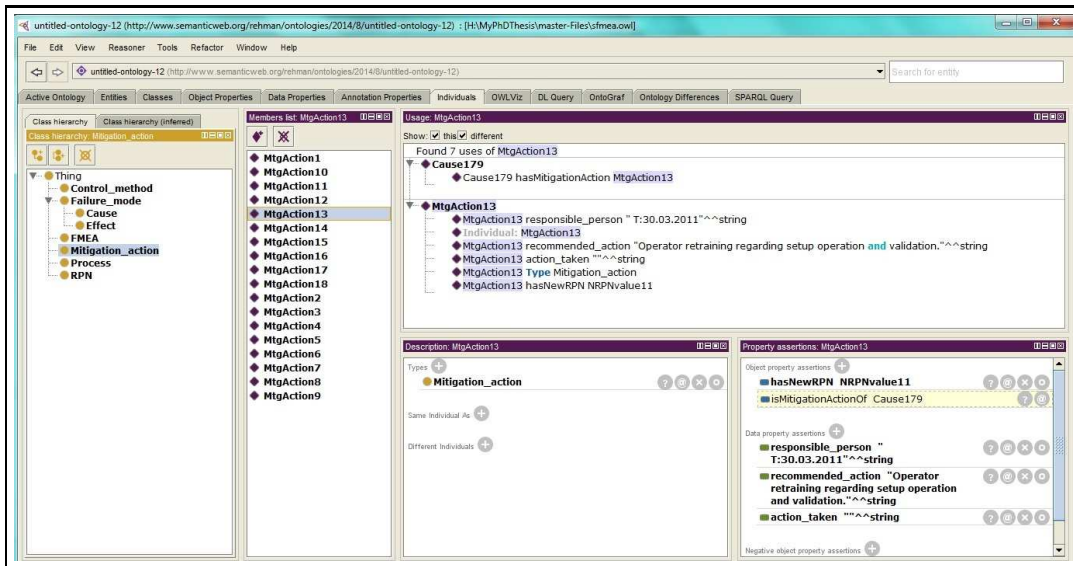 untitled-ontology-12 (http://www.semanticweb.org/rehman/ontologies/2014/8/untitled-ontology-12) : [H:\MyPhDThesis\master-Files\sfmea.owl]
File Edit View Reasoner Tools Refactor Window Help
untitled-ontology-12 (http://www.semanticweb.org/rehman/ontologies/2014/8/untitled-ontology-12)
Search for entity
Active Ontology Entities Classes Object Properties Data Properties Annotation Properties Individuals OWLViz DL Query OntoGraf Ontology Differences SPARQL Query
Class hierarchy Class hierarchy (inferred)
Class hierarchy: Mitigation_action
Thing
Control_method
Failure_mode
Cause
Effect
FMEA
Mitigation_action
Process
RPN
Members list: MtgAction13
MtgAction1
MtgAction10
MtgAction11
MtgAction12
MtgAction13
MtgAction14
MtgAction15
MtgAction16
MtgAction17
MtgAction18
MtgAction2
MtgAction3
MtgAction4
MtgAction5
MtgAction6
MtgAction7
MtgAction8
MtgAction9
Usage: MtgAction13
Show: this different
Found 7 uses of MtgAction13
Cause179
Cause179 hasMitigationAction MtgAction13
MtgAction13
MtgAction13 responsible_person " T:30.03.2011"^^string
Individual: MtgAction13
MtgAction13 recommended_action "Operator retraining regarding setup operation and validation."^^string
MtgAction13 action_taken ""^^string
MtgAction13 Type Mitigation_action
MtgAction13 hasNewRPN NRPNvalue11
Description: MtgAction13
Types
Mitigation_action
Same Individual As
Different Individuals
Property assertions: MtgAction13
Object property assertions
hasNewRPN NRPNvalue11
isMitigationActionOf Cause179
Data property assertions
responsible_person "
T:30.03.2011"^^string
recommended_action "Operator
retraining regarding setup operation
and validation."^^string
action_taken ""^^string
Negative object property assertions